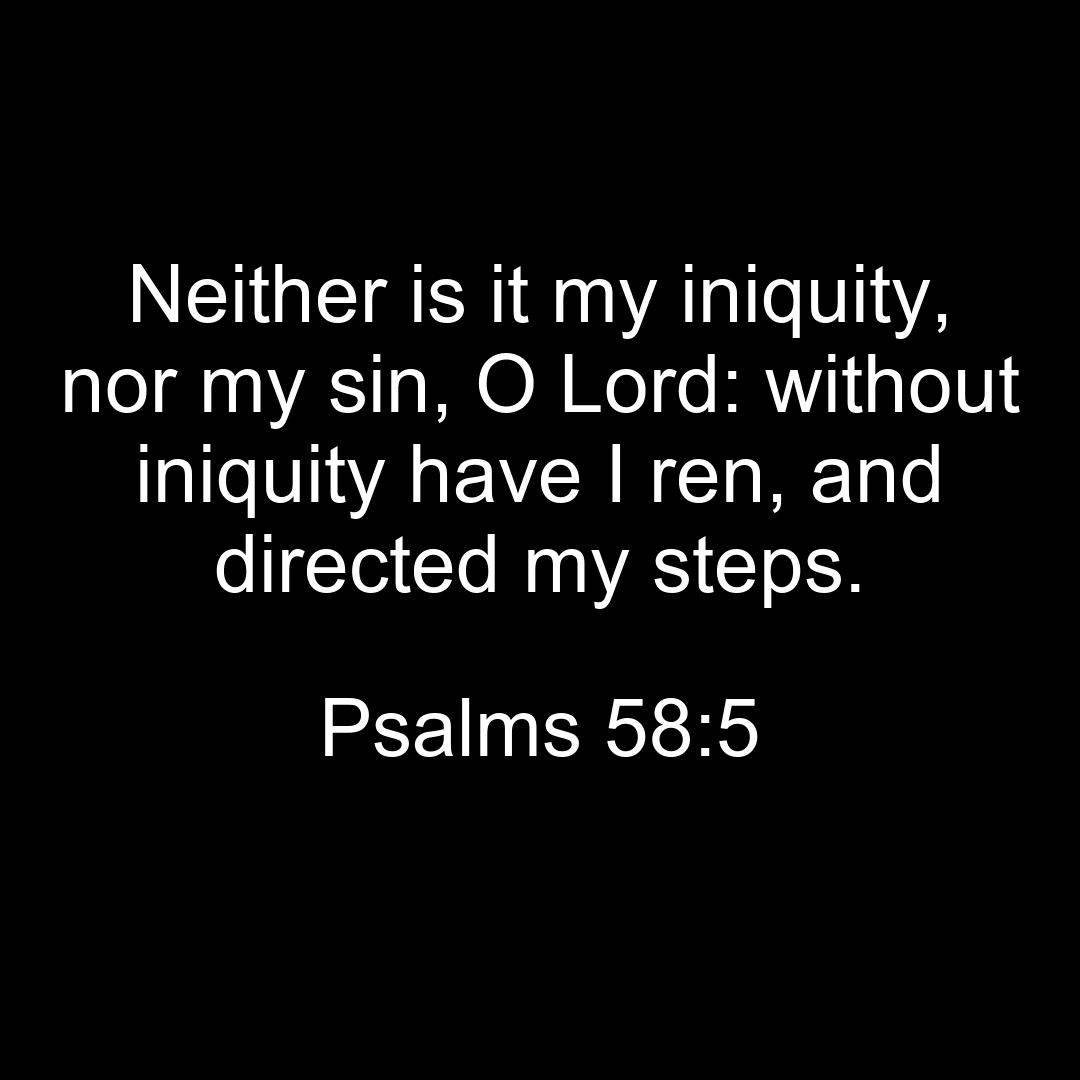 Neither is it my iniquity,
nor my sin, O Lord: without
iniquity have I ren, and
directed my steps.
Psalms 58:5